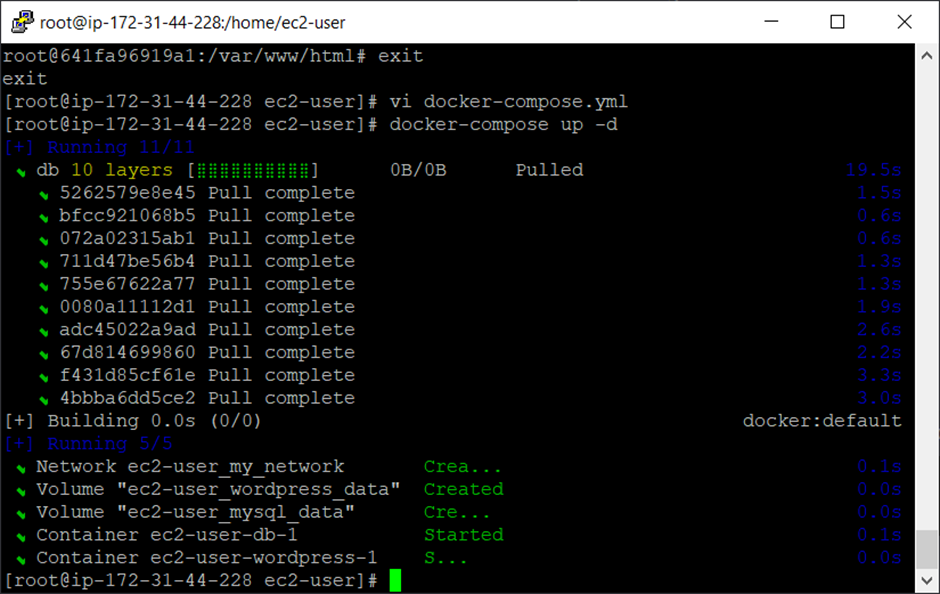 root@ip-172-31-44-228:/home/ec2-user
root@641fa96919a1:/var/www/html# exit
exit
[root@ip-172-31-44-228 ec2-user]# vi docker-compose.yml
[root@ip-172-31-44-228 ec2-user]# docker-compose up -d
[+] Running 11/11
✔ db 10 layers [⣿⣿⣿⣿⣿⣿⣿⣿⣿⣿] 0B/0B Pulled 19.5s
✔ 5262579e8e45 Pull complete 1.5s
✔ bfcc921068b5 Pull complete 0.6s
✔ 072a02315ab1 Pull complete 0.6s
✔ 711d47be56b4 Pull complete 1.3s
✔ 755e67622a77 Pull complete 1.3s
✔ 0080a11112d1 Pull complete 1.9s
✔ adc45022a9ad Pull complete 2.6s
✔ 67d814699860 Pull complete 2.2s
✔ f431d85cf61e Pull complete 3.3s
✔ 4bbba6dd5ce2 Pull complete 3.0s
[+] Building 0.0s (0/0) docker:default
[+] Running 5/5
✔ Network ec2-user_my_network Crea... 0.1s
✔ Volume "ec2-user_wordpress_data" Created 0.0s
✔ Volume "ec2-user_mysql_data" Cre... 0.0s
✔ Container ec2-user-db-1 Started 0.1s
✔ Container ec2-user-wordpress-1 S... 0.0s
[root@ip-172-31-44-228 ec2-user]#